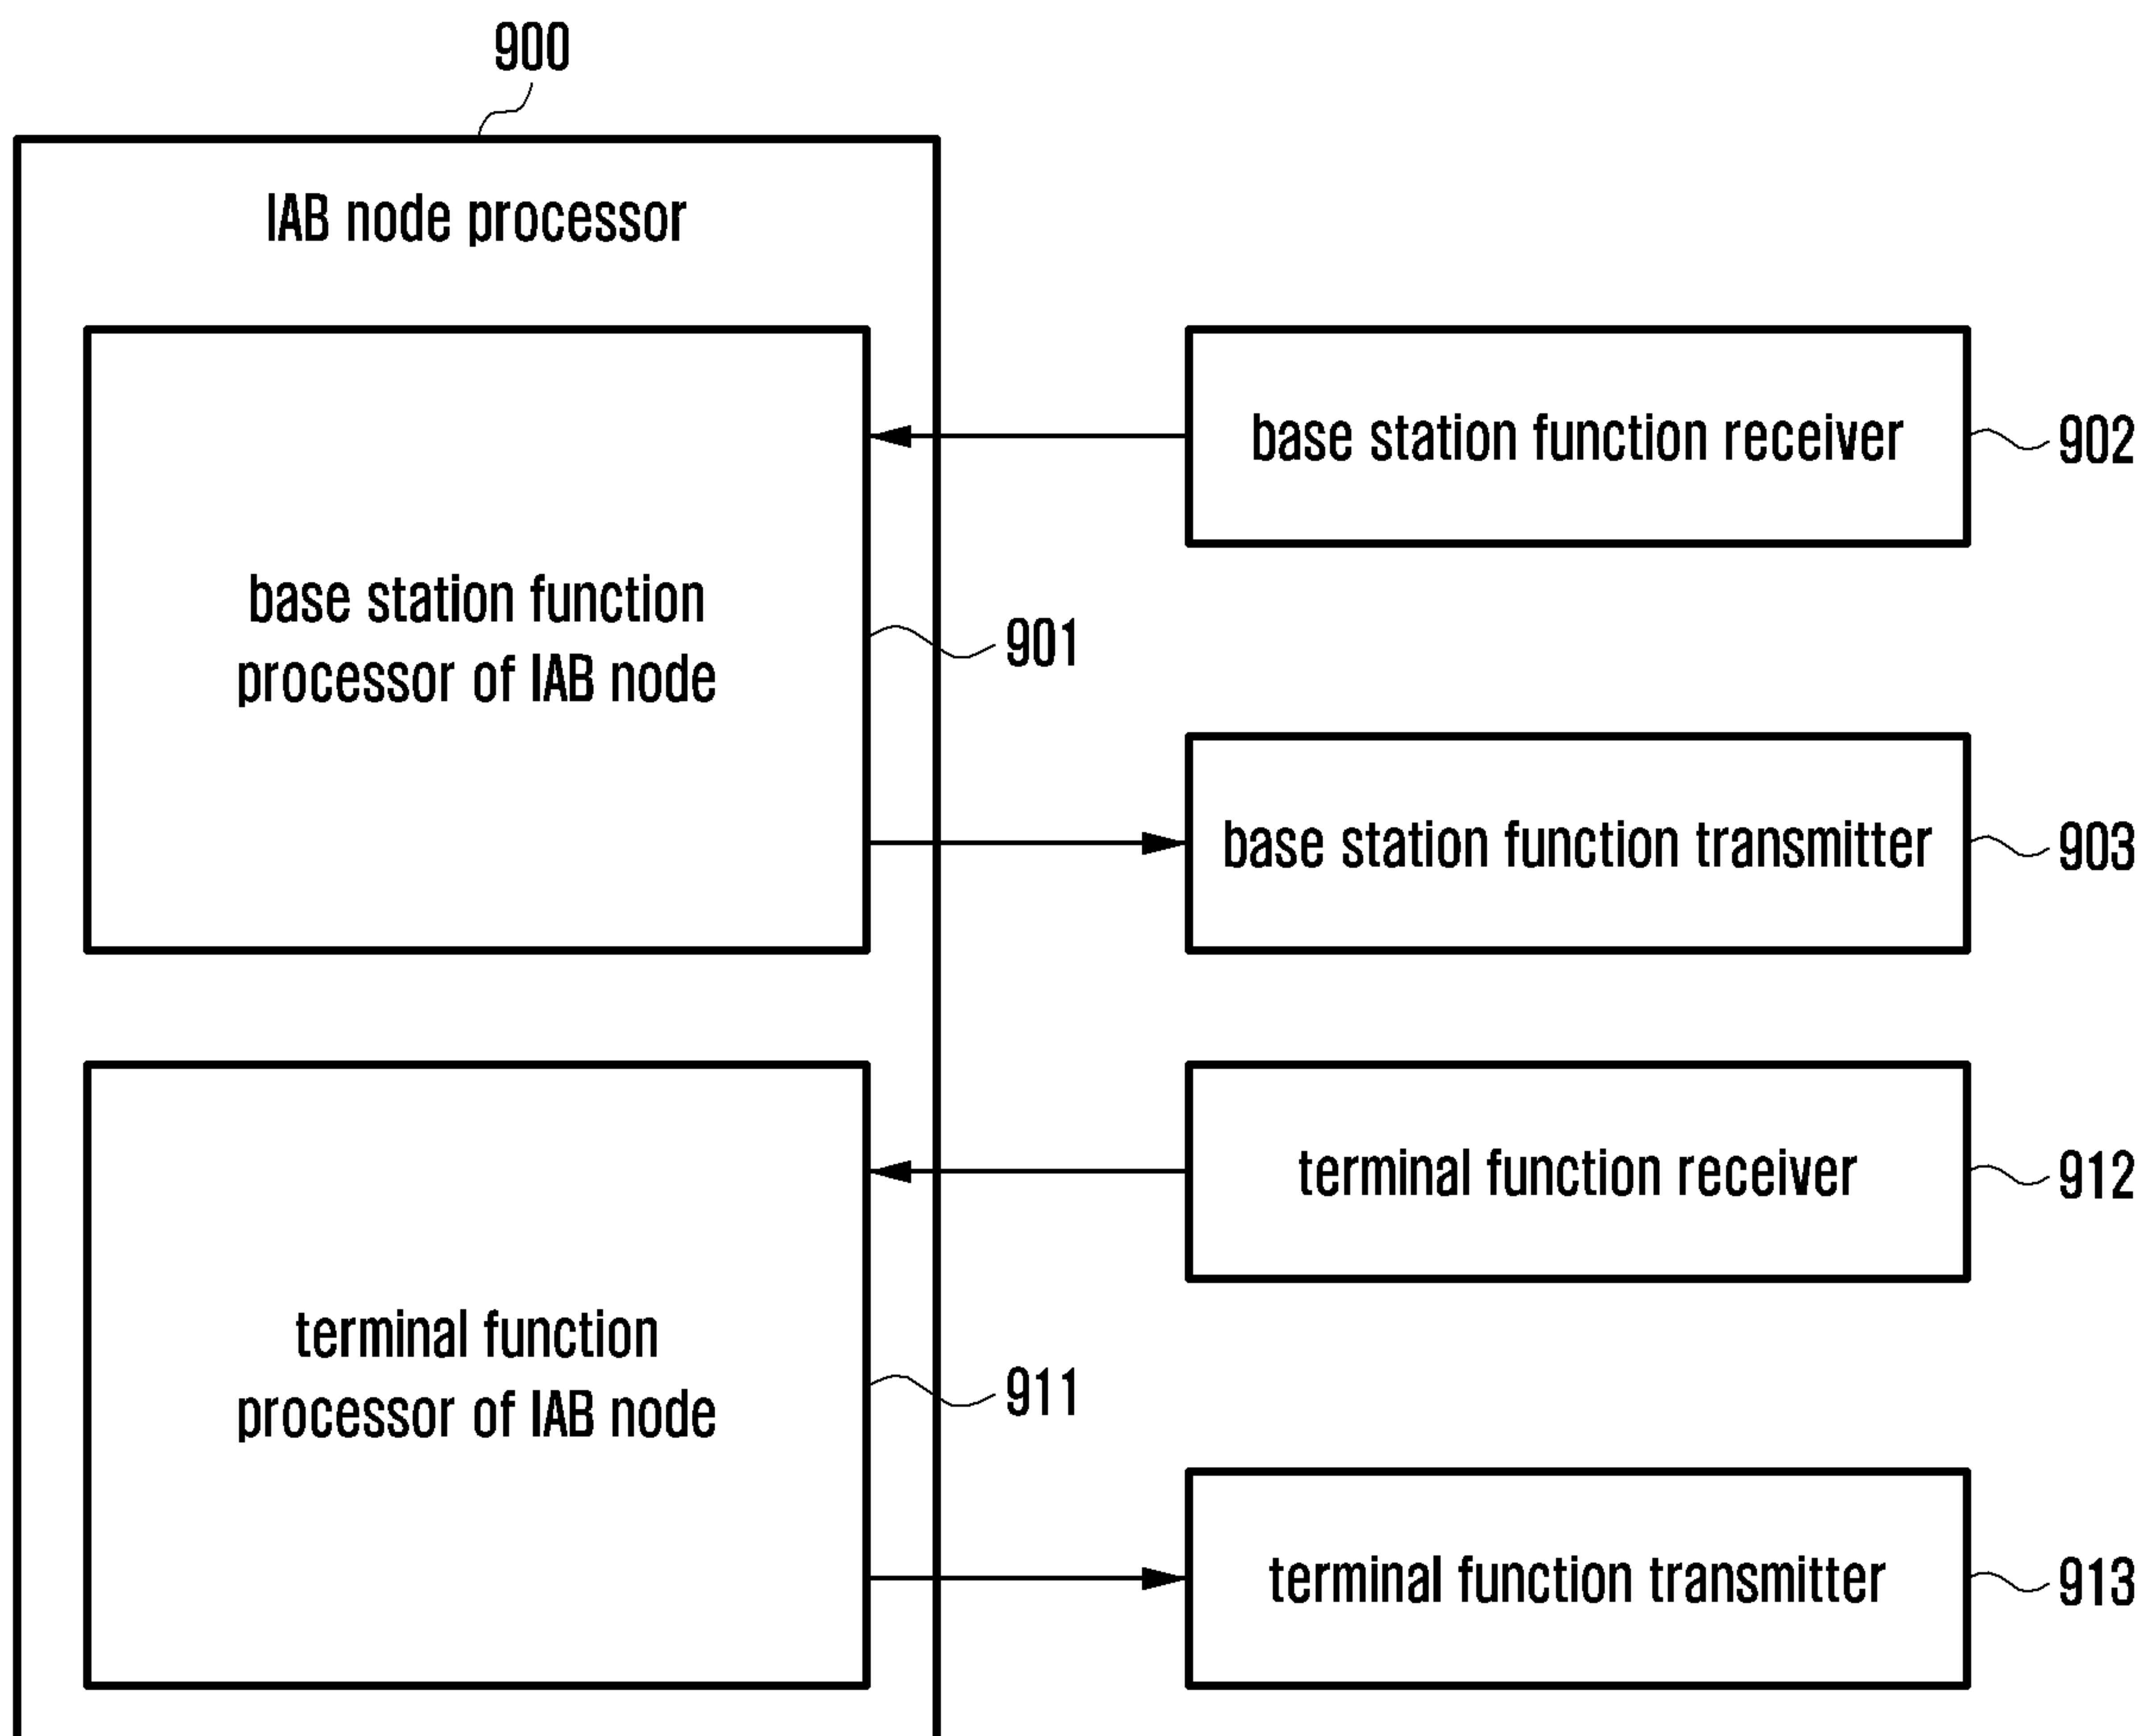 900
IAB node processor
base station function receiver
902
base station function
processor of IAB node
901
base station function transmitter
903
terminal function receiver
912
terminal function
processor of IAB node
911
terminal function transmitter
913